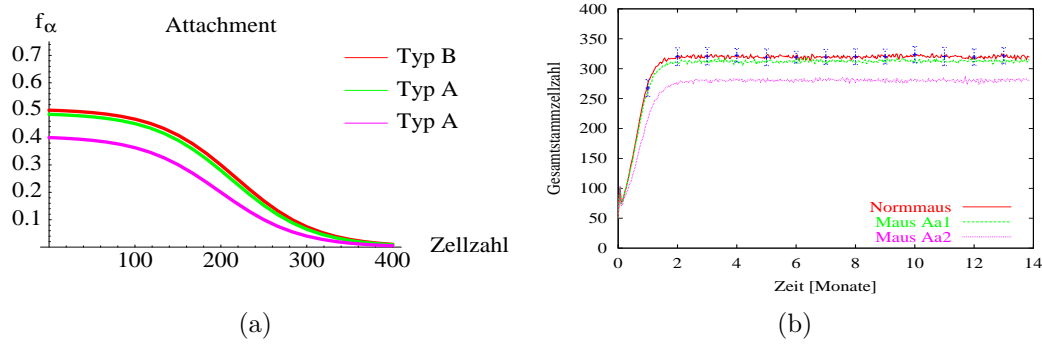 f_α Attachment
0.7
0.6
0.5
0.4
0.3
0.2
0.1
Typ B
Typ A
Typ A
100 200 300 400
Zellzahl
(a)
Gesamtstammzellzahl
400
350
300
250
200
150
100
50
0
Normmaus
Maus Aa1
Maus Aa2
0 2 4 6 8 10 12 14
Zeit [Monate]
(b)